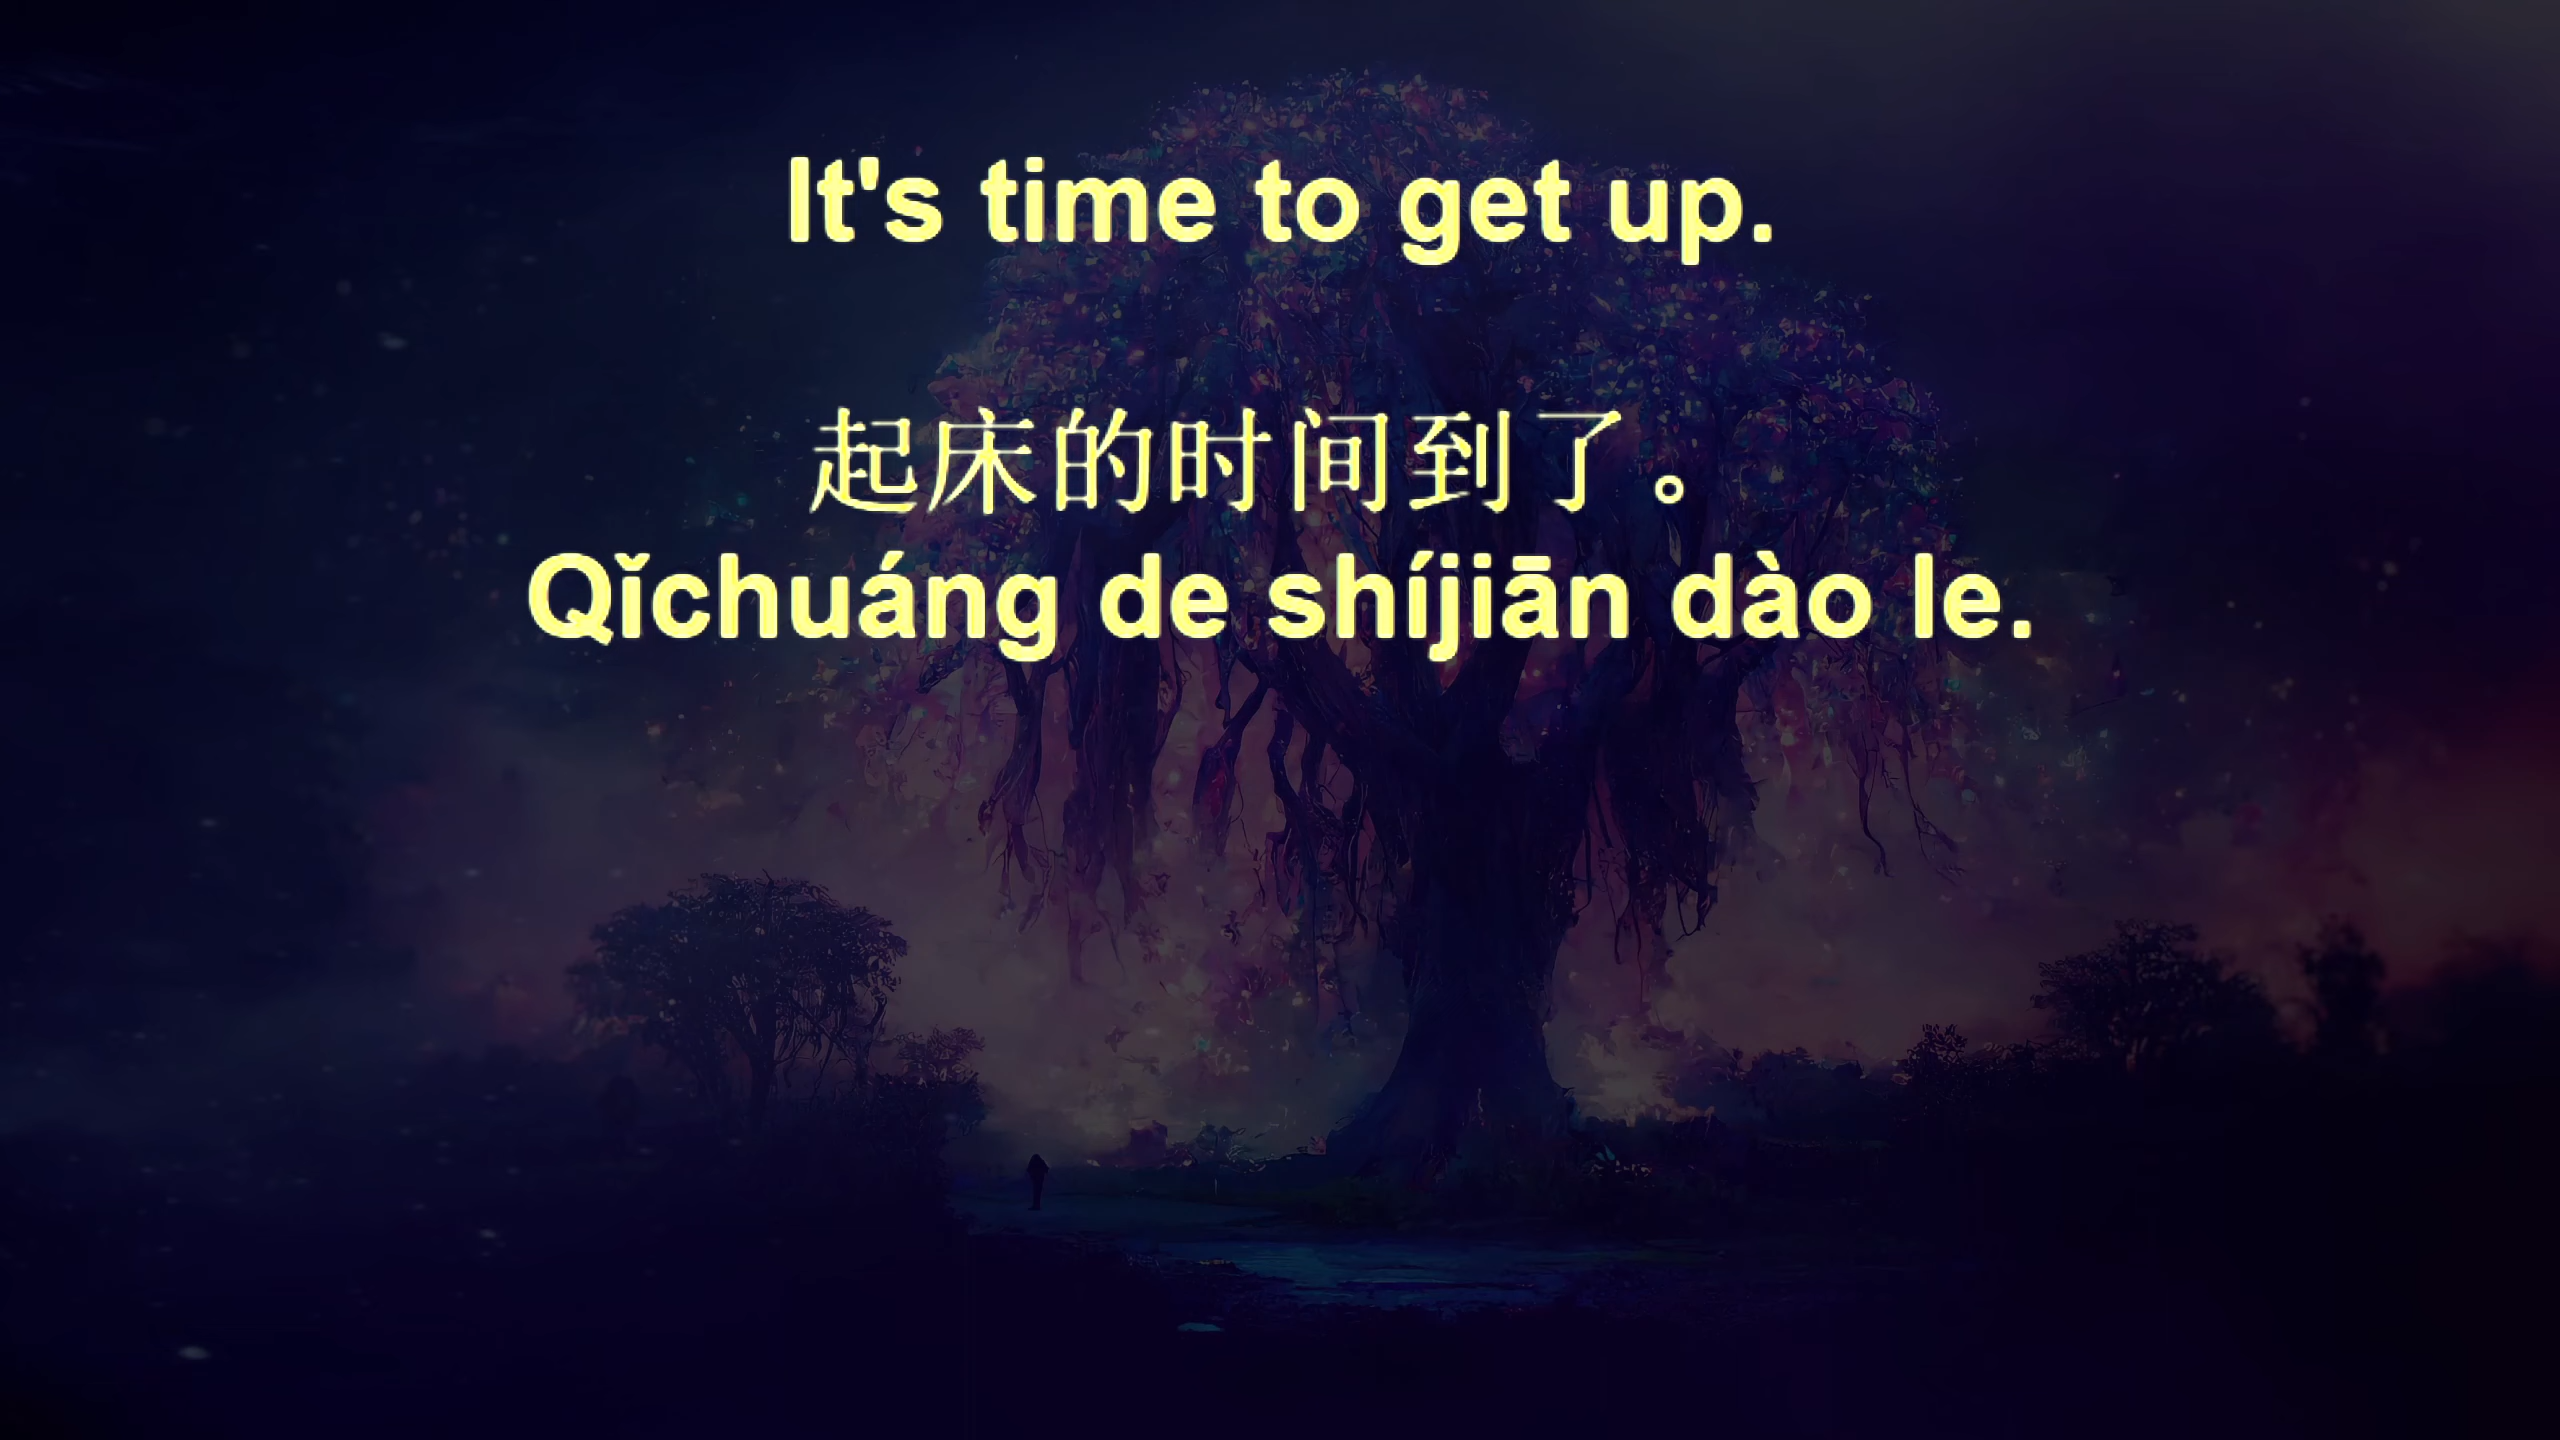 It's time to get up.
起床的时间到了。
Qǐchuáng de shíjiān dào le.